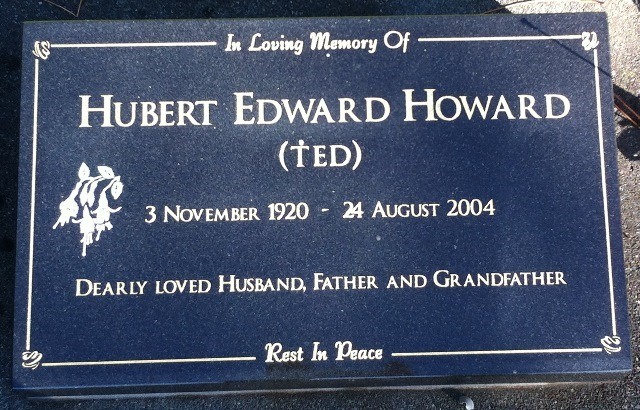 In Loving Memory Of
HUBERT EDWARD HOWARD
(TED)
3 NOVEMBER 1920 - 24 AUGUST 2004
DEARLY LOVED HUSBAND, FATHER AND GRANDFATHER
Rest In Peace